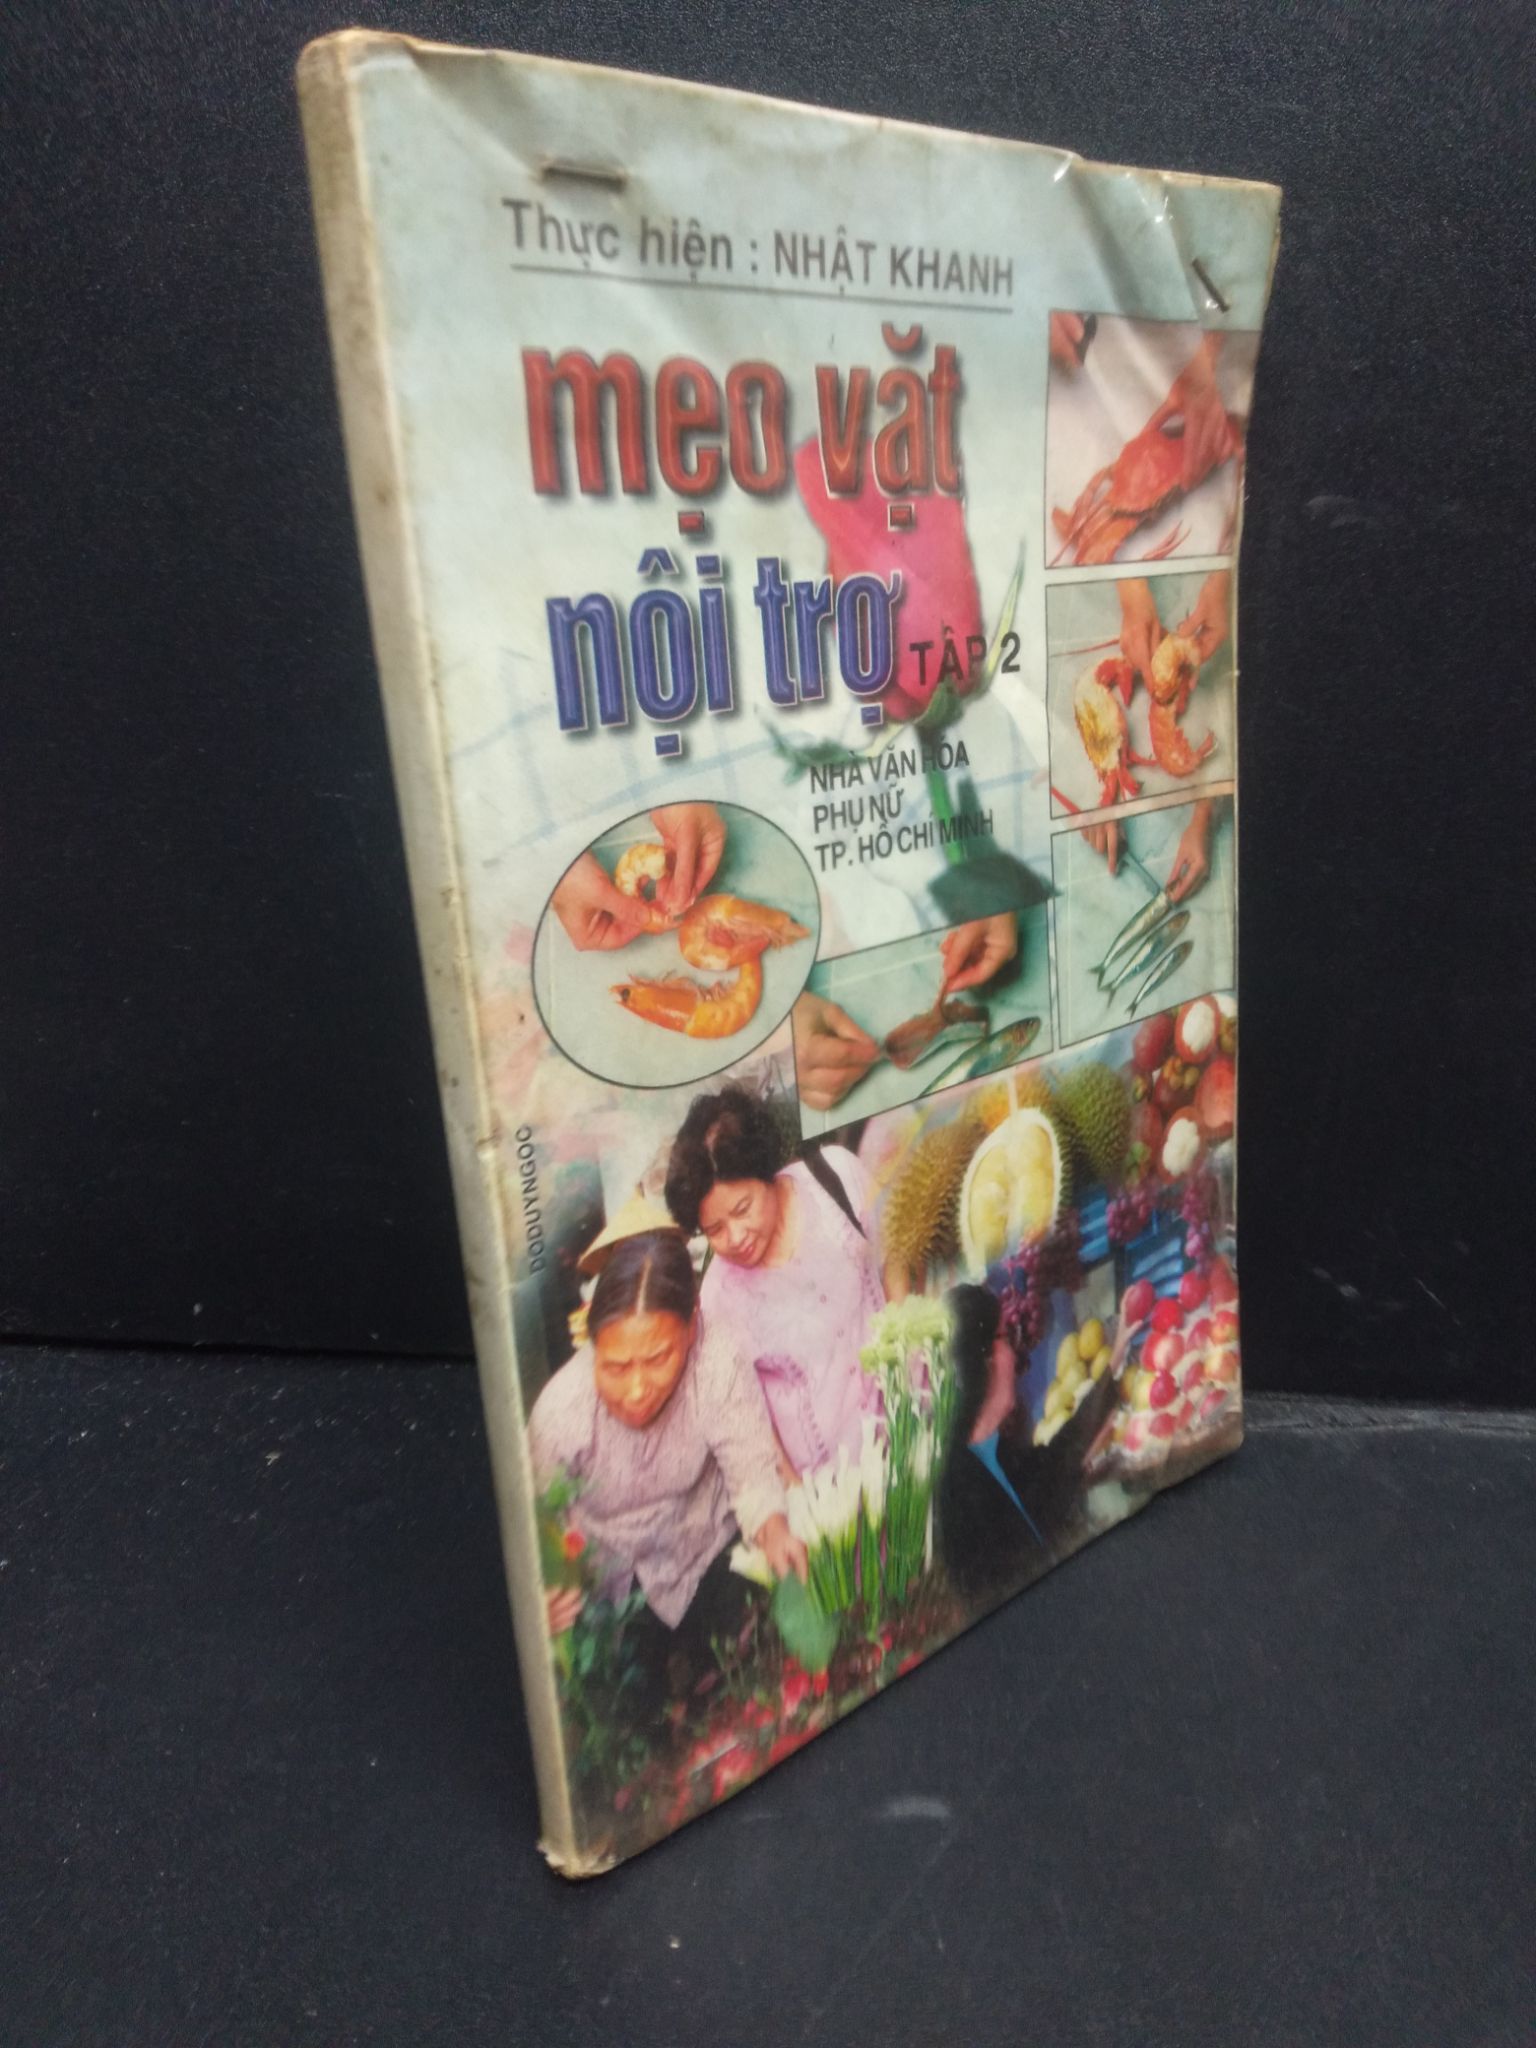 Thực hiện : NHẬT KHANH
mẹo vặt
nội trợ TẬP 2
NHÀ VĂN HÓA
PHỤ NỮ
TP. HỒ CHÍ MINH
DODUYNGOC